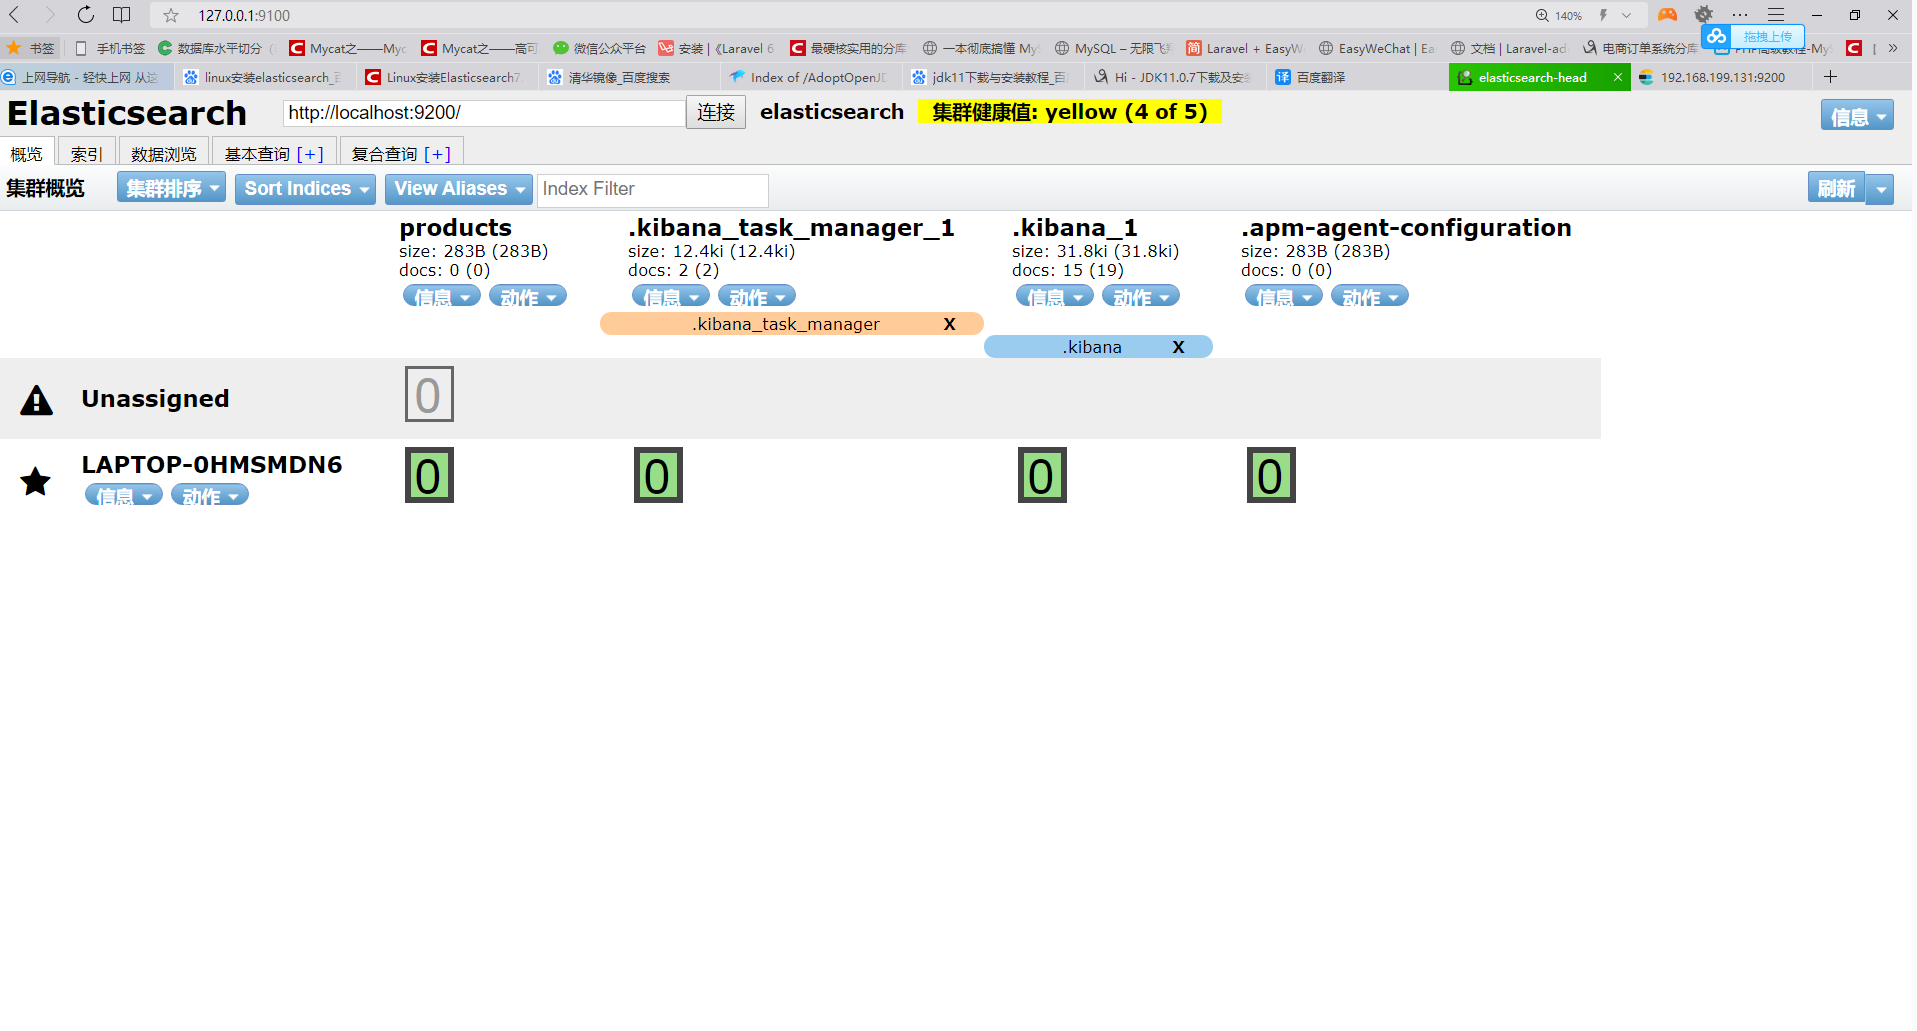 127.0.0.1:9100
140%
书签
手机书签
数据库水平切分（
Mycat之——Myc
Mycat之——高可
微信公众平台
安装 |《Laravel 6
最硬核实用的分库
一本彻底搞懂 My
MySQL – 无限飞
Laravel + EasyW
EasyWeChat | Ea
文档 | Laravel-ad
电商订单系统分库
拖拽上传
上网导航 - 轻快上网 从这
linux安装elasticsearch_百
Linux安装Elasticsearch7.
清华镜像_百度搜索
Index of /AdoptOpenJD
jdk11下载与安装教程_百
Hi - JDK11.0.7下载及安
百度翻译
elasticsearch-head
192.168.199.131:9200
Elasticsearch
http://localhost:9200/
连接
elasticsearch
集群健康值: yellow (4 of 5)
信息
概览
索引
数据浏览
基本查询 [+]
复合查询 [+]
集群概览
集群排序
Sort Indices
View Aliases
Index Filter
刷新
products
size: 283B (283B)
docs: 0 (0)
信息 动作
.kibana_task_manager_1
size: 12.4ki (12.4ki)
docs: 2 (2)
信息 动作
.kibana_1
size: 31.8ki (31.8ki)
docs: 15 (19)
信息 动作
.apm-agent-configuration
size: 283B (283B)
docs: 0 (0)
信息 动作
.kibana_task_manager X
.kibana X
Unassigned
0
LAPTOP-0HMSMDN6
信息 动作
0 0 0 0